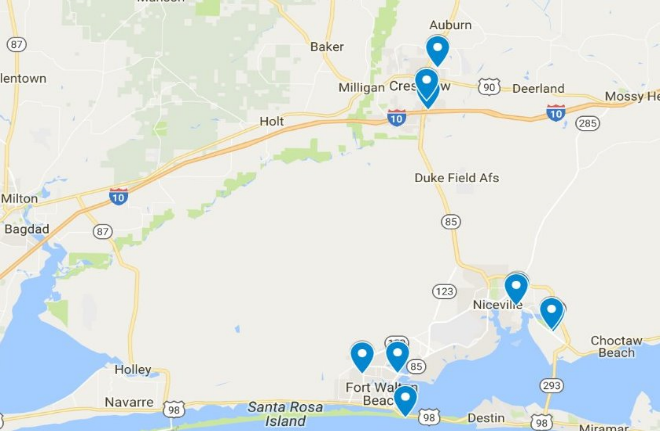 Auburn
87
Baker
lentown
Milligan
90
Deerland
Mossy He
10
10
Holt
285
Duke Field Afs
Milton
10
Bagdad
87
85
123
Niceville
Choctaw
Beach
85
Holley
293
Fort Walton
Beach
Navarre
98
Santa Rosa
Island
98
Destin
98
Miramar